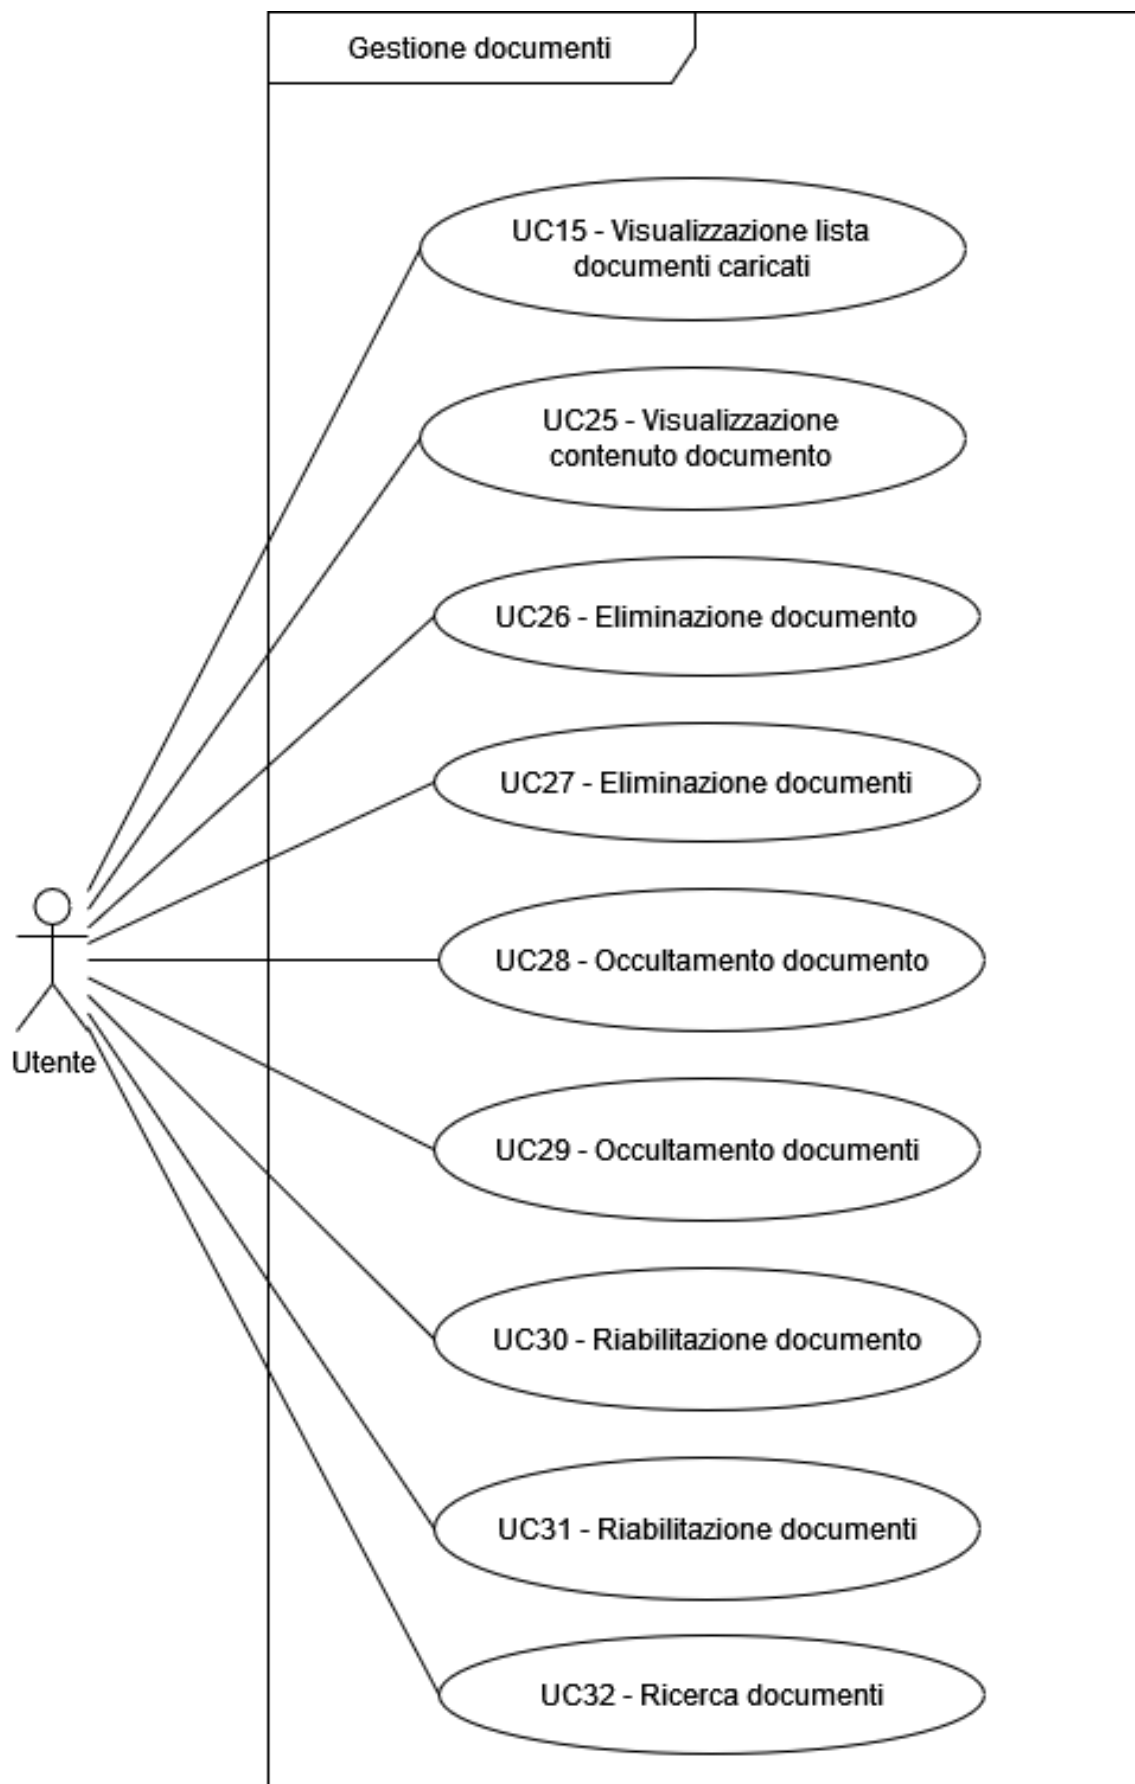 Gestione documenti
UC15 - Visualizzazione lista
documenti caricati
UC25 - Visualizzazione
contenuto documento
UC26 - Eliminazione documento
UC27 - Eliminazione documenti
UC28 - Occultamento documento
Utente
UC29 - Occultamento documenti
UC30 - Riabilitazione documento
UC31 - Riabilitazione documenti
UC32 - Ricerca documenti